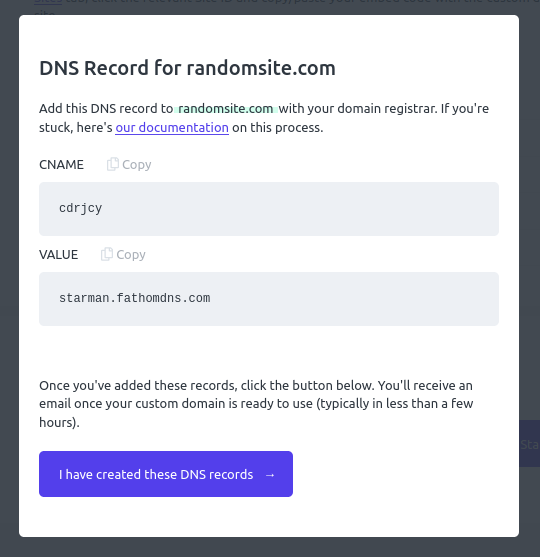 DNS Record for randomsite.com
Add this DNS record to randomsite.com with your domain registrar. If you're
stuck, here's our documentation on this process.
CNAME Copy
cdrjcy
VALUE Copy
starman.fathomdns.com
Once you've added these records, click the button below. You'll receive an
email once your custom domain is ready to use (typically in less than a few
hours).
Sta
I have created these DNS records →